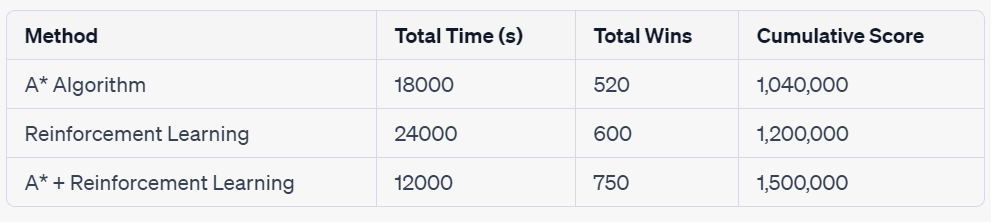 Method Total Time (s) Total Wins Cumulative Score
A* Algorithm 18000 520 1,040,000
Reinforcement Learning 24000 600 1,200,000
A* + Reinforcement Learning 12000 750 1,500,000